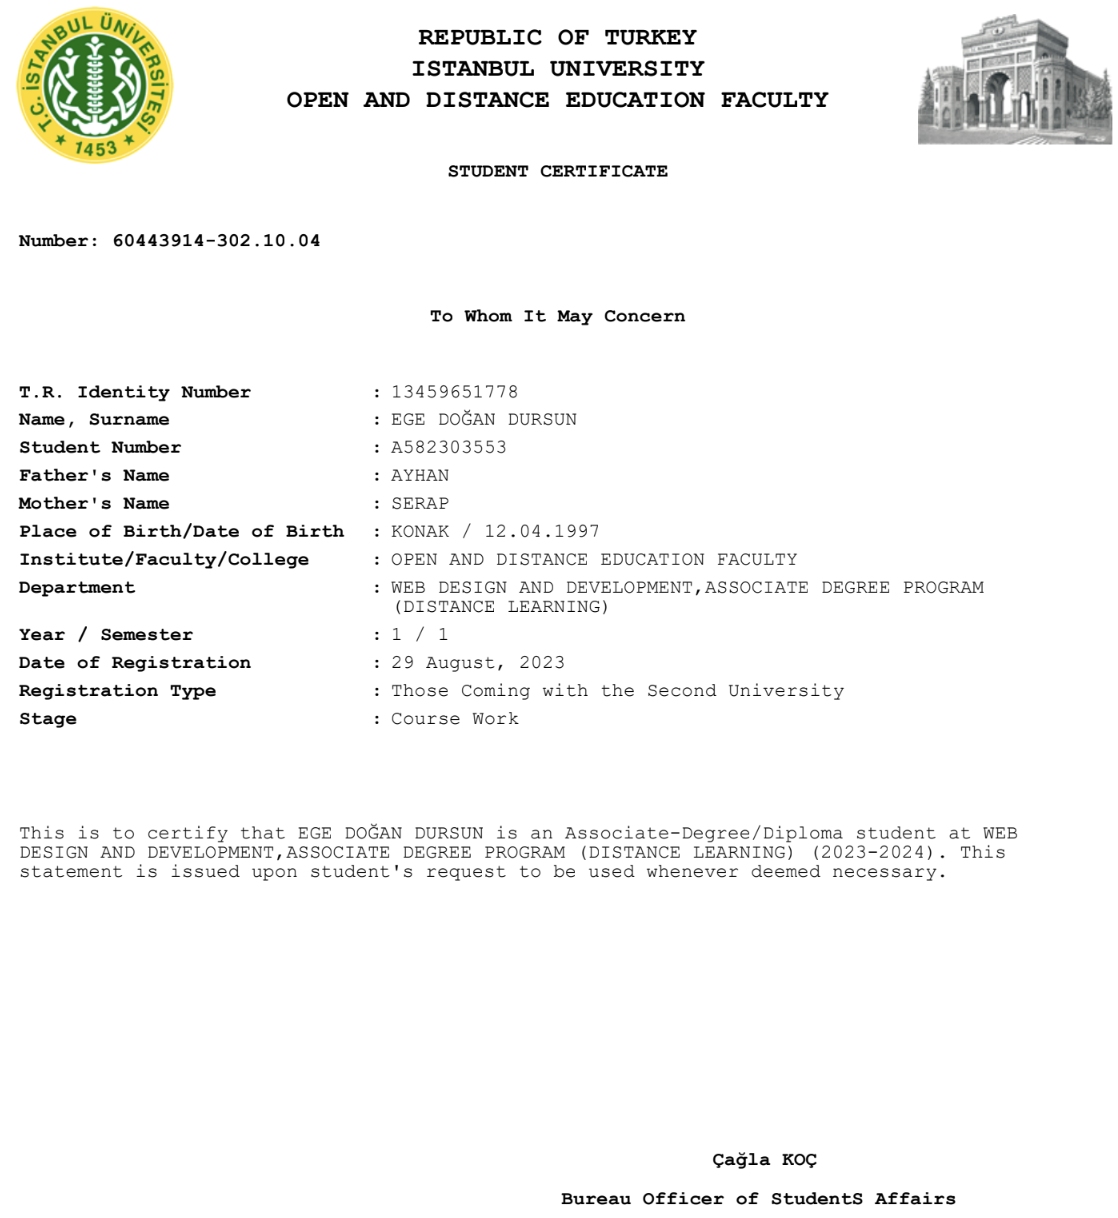 T.C. İSTANBUL ÜNİVERSİTESİ
★ 1453 ★
REPUBLIC OF TURKEY
ISTANBUL UNIVERSITY
OPEN AND DISTANCE EDUCATION FACULTY
STUDENT CERTIFICATE
Number: 60443914-302.10.04
To Whom It May Concern
T.R. Identity Number : 13459651778
Name, Surname : EGE DOĞAN DURSUN
Student Number : A582303553
Father's Name : AYHAN
Mother's Name : SERAP
Place of Birth/Date of Birth : KONAK / 12.04.1997
Institute/Faculty/College : OPEN AND DISTANCE EDUCATION FACULTY
Department : WEB DESIGN AND DEVELOPMENT,ASSOCIATE DEGREE PROGRAM
(DISTANCE LEARNING)
Year / Semester : 1 / 1
Date of Registration : 29 August, 2023
Registration Type : Those Coming with the Second University
Stage : Course Work
This is to certify that EGE DOĞAN DURSUN is an Associate-Degree/Diploma student at WEB
DESIGN AND DEVELOPMENT,ASSOCIATE DEGREE PROGRAM (DISTANCE LEARNING) (2023-2024). This
statement is issued upon student's request to be used whenever deemed necessary.
Çağla KOÇ
Bureau Officer of StudentS Affairs